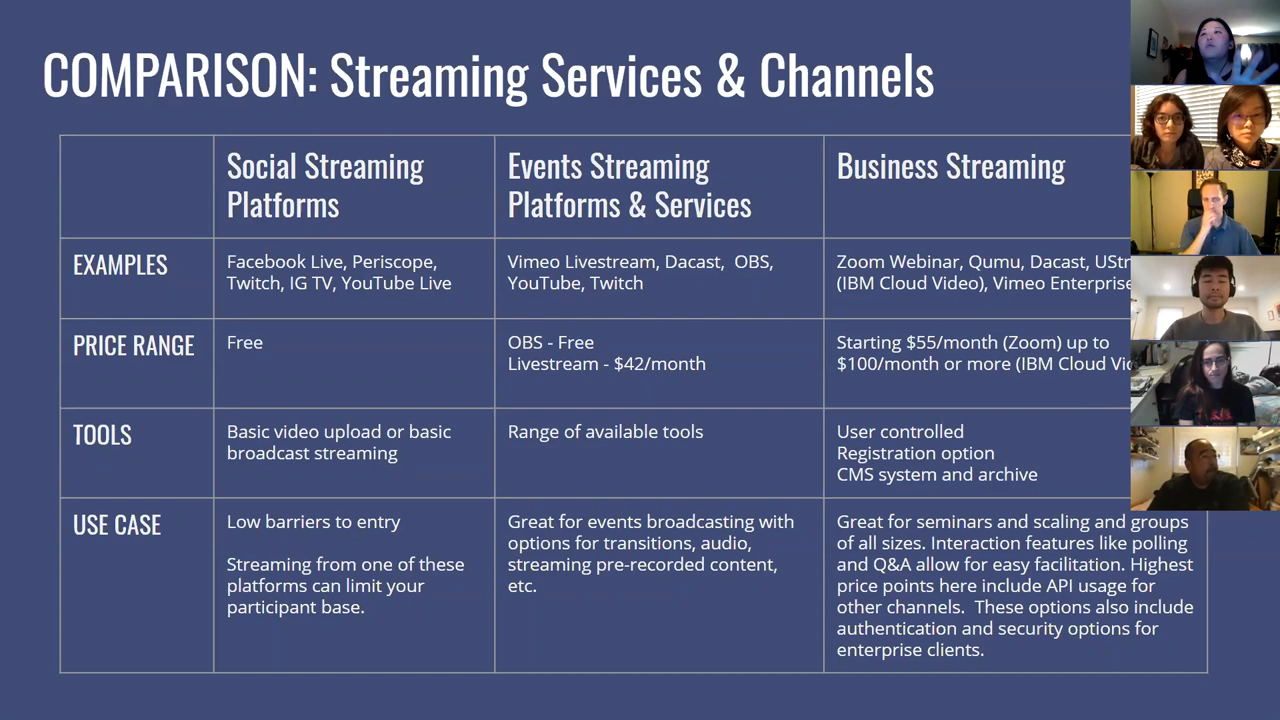 COMPARISON: Streaming Services & Channels
Social Streaming
Platforms
Events Streaming
Platforms & Services
Business Streaming
EXAMPLES
Facebook Live, Periscope,
Twitch, IG TV, YouTube Live
Vimeo Livestream, Dacast, OBS,
YouTube, Twitch
Zoom Webinar, Qumu, Dacast,
(IBM Cloud Video), Vimeo Enterprise
PRICE RANGE
Free
OBS - Free
Livestream - $42/month
Starting $55/month (Zoom) up to
$100/month or more (IBM Cloud
TOOLS
Basic video upload or basic
broadcast streaming
Range of available tools
User controlled
Registration option
CMS system and archive
USE CASE
Low barriers to entry
Streaming from one of these
platforms can limit your
participant base.
Great for events broadcasting with
options for transitions, audio,
streaming pre-recorded content,
etc.
Great for seminars and scaling and groups
of all sizes. Interaction features like polling
and Q&A allow for easy facilitation. Highest
price points here include API usage for
other channels. These options also include
authentication and security options for
enterprise clients.